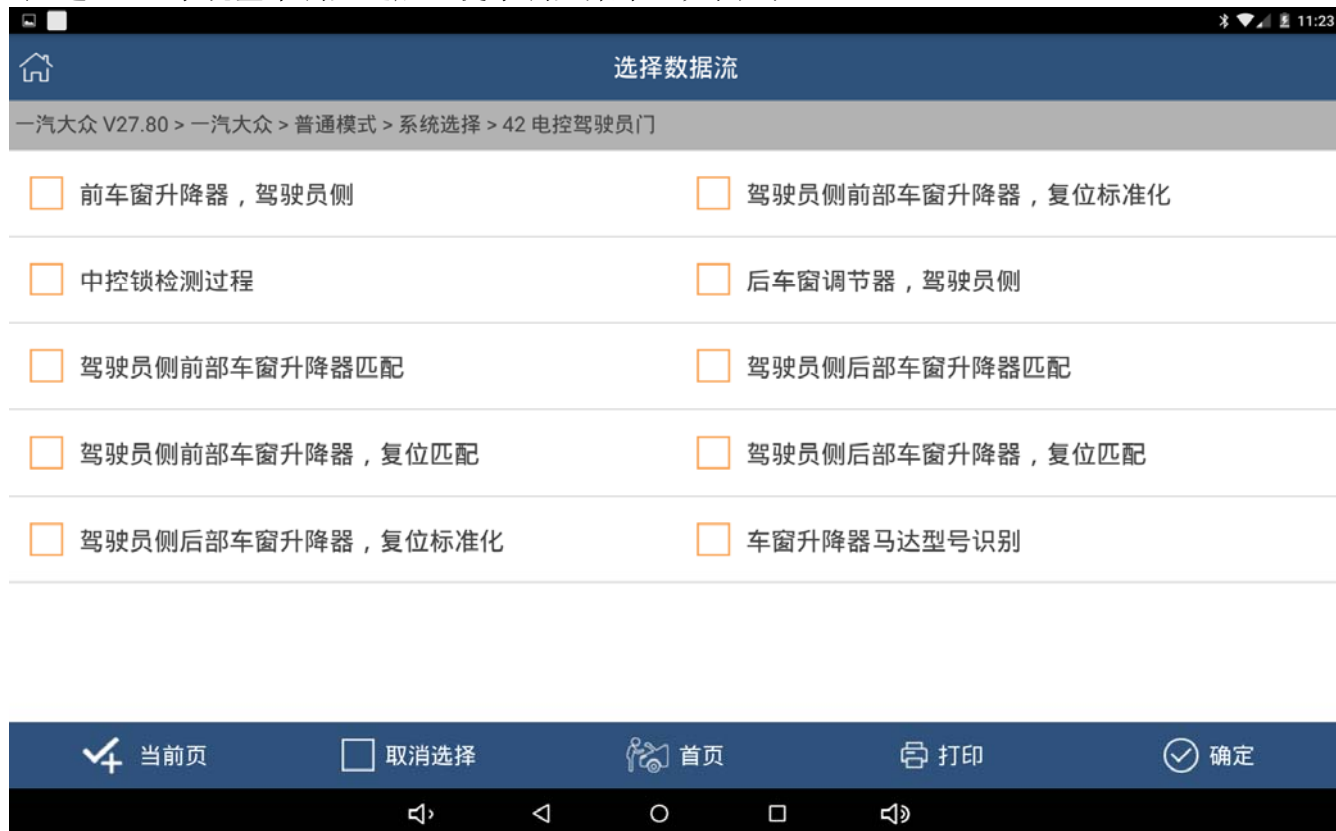 11:23
选择数据流
一汽大众 V27.80 > 一汽大众 > 普通模式 > 系统选择 > 42 电控驾驶员门
前车窗升降器，驾驶员侧
驾驶员侧前部车窗升降器，复位标准化
中控锁检测过程
后车窗调节器，驾驶员侧
驾驶员侧前部车窗升降器匹配
驾驶员侧后部车窗升降器匹配
驾驶员侧前部车窗升降器，复位匹配
驾驶员侧后部车窗升降器，复位匹配
驾驶员侧后部车窗升降器，复位标准化
车窗升降器马达型号识别
当前页
取消选择
首页
打印
确定